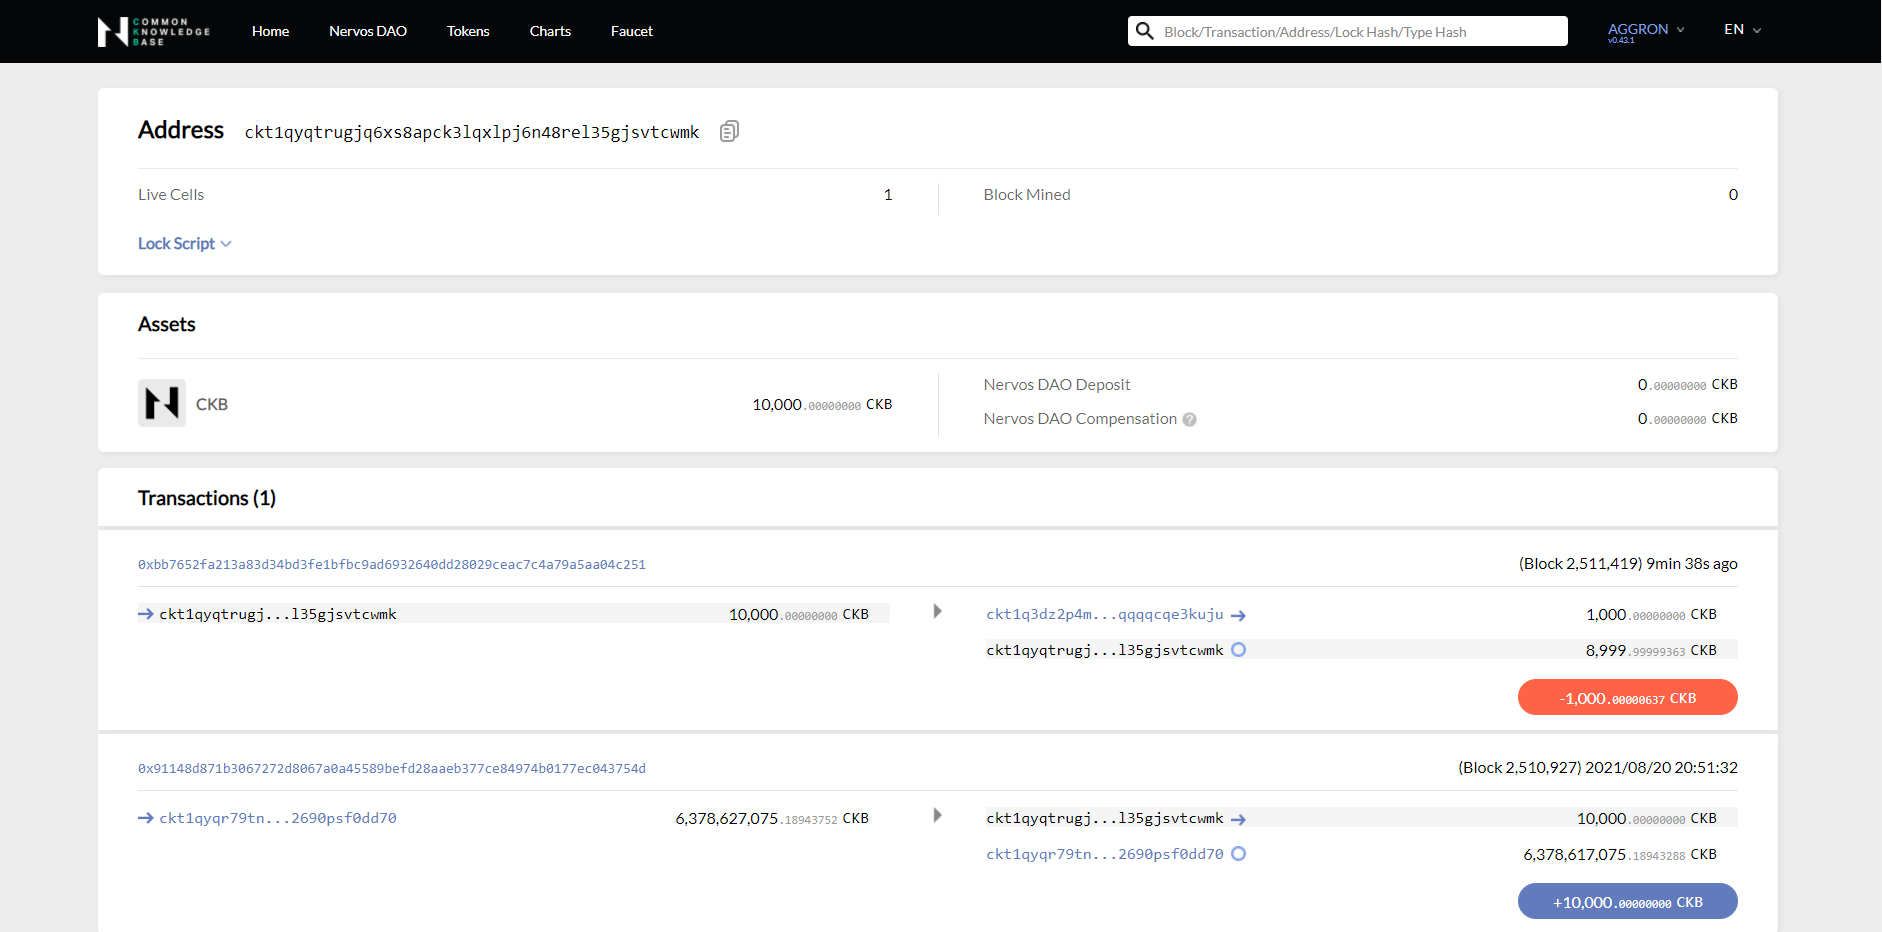 COMMON
KNOWLEDGE
BASE
Home Nervos DAO Tokens Charts Faucet
Block/Transaction/Address/Lock Hash/Type Hash
AGGRON
v0.43.1
EN
Address ckt1qyqtrugjq6xs8apck3lqxlpj6n48rel35gjsvtcwmk
Live Cells 1
Block Mined 0
Lock Script
Assets
CKB 10,000.00000000 CKB
Nervos DAO Deposit 0.00000000 CKB
Nervos DAO Compensation ? 0.00000000 CKB
Transactions (1)
0xbb7652fa213a83d34bd3fe1bfbc9ad6932640dd28029ceac7c4a79a5aa04c251 (Block 2,511,419) 9min 38s ago
ckt1qyqtrugj...l35gjsvtcwmk 10,000.00000000 CKB
ckt1q3dz2p4m...qqqqcqe3kuju 1,000.00000000 CKB
ckt1qyqtrugj...l35gjsvtcwmk 8,999.99999363 CKB
-1,000.00000637 CKB
0x91148d871b3067272d8067a0a45589befd28aaeb377ce84974b0177ec043754d (Block 2,510,927) 2021/08/20 20:51:32
ckt1qyqr79tn...2690psf0dd70 6,378,627,075.18943752 CKB
ckt1qyqtrugj...l35gjsvtcwmk 10,000.00000000 CKB
ckt1qyqr79tn...2690psf0dd70 6,378,617,075.18943288 CKB
+10,000.00000000 CKB